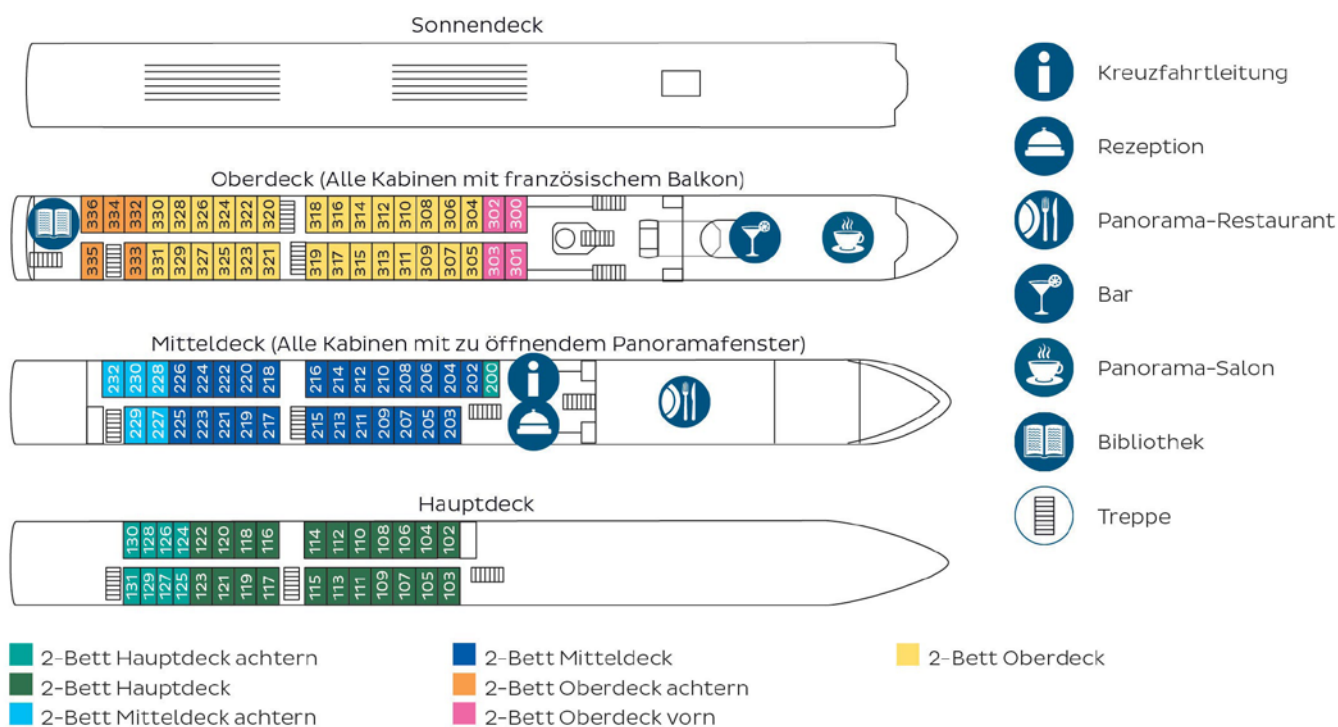 Sonnendeck
Kreuzfahrtleitung
Rezeption
Panorama-Restaurant
Bar
Panorama-Salon
Bibliothek
Treppe
Oberdeck (Alle Kabinen mit französischem Balkon)
336 334 332 330 328 326 324 322 320 318 316 314 312 310 308 306 304 302 300
335 333 331 329 327 325 323 321 319 317 315 313 311 309 307 305 303 301
Mitteldeck (Alle Kabinen mit zu öffnendem Panoramafenster)
232 230 228 226 224 222 220 218 216 214 212 210 208 206 204 202 200
229 227 225 223 221 219 217 215 213 211 209 207 205 203
Hauptdeck
130 128 126 124 122 120 118 116 114 112 110 108 106 104 102
131 129 127 125 123 121 119 117 115 113 111 109 107 105 103
2-Bett Hauptdeck achtern
2-Bett Hauptdeck
2-Bett Mitteldeck achtern
2-Bett Mitteldeck
2-Bett Oberdeck achtern
2-Bett Oberdeck vorn
2-Bett Oberdeck